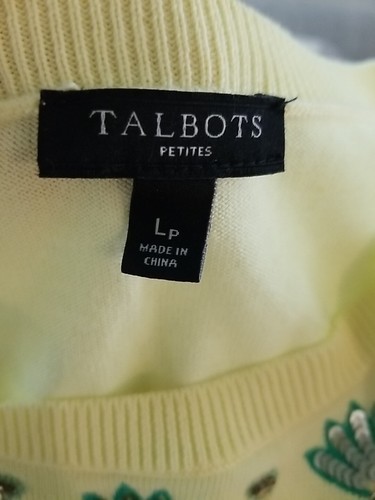 TALBOTS
PETITES
LP
MADE IN
CHINA